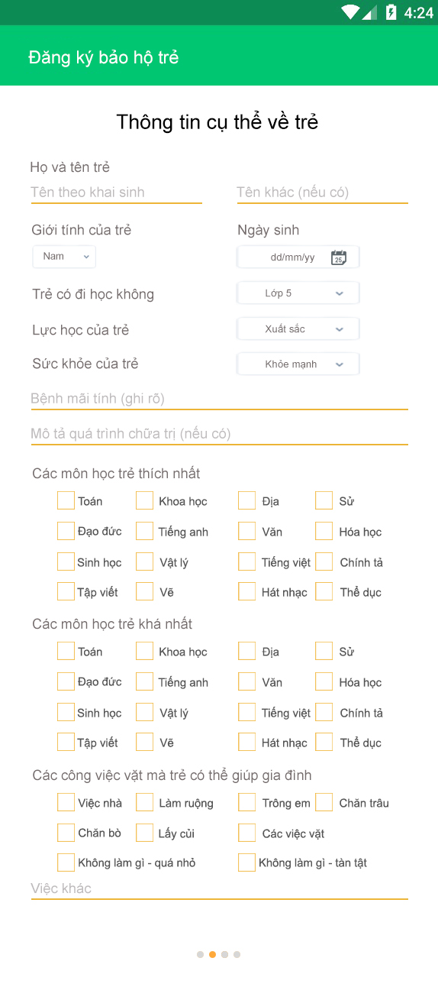 4:24
Đăng ký bảo hộ trẻ
Thông tin cụ thể về trẻ
Họ và tên trẻ
Tên theo khai sinh Tên khác (nếu có)
Giới tính của trẻ Ngày sinh
Nam dd/mm/yy 25
Trẻ có đi học không Lớp 5
Lực học của trẻ Xuất sắc
Sức khỏe của trẻ Khỏe mạnh
Bệnh mãi tính (ghi rõ)
Mô tả quá trình chữa trị (nếu có)
Các môn học trẻ thích nhất
Toán Khoa học Địa Sử
Đạo đức Tiếng anh Văn Hóa học
Sinh học Vật lý Tiếng việt Chính tả
Tập viết Vẽ Hát nhạc Thể dục
Các môn học trẻ khá nhất
Toán Khoa học Địa Sử
Đạo đức Tiếng anh Văn Hóa học
Sinh học Vật lý Tiếng việt Chính tả
Tập viết Vẽ Hát nhạc Thể dục
Các công việc vặt mà trẻ có thể giúp gia đình
Việc nhà Làm ruộng Trông em Chăn trâu
Chăn bò Lấy củi Các việc vặt
Không làm gì - quá nhỏ Không làm gì - tàn tật
Việc khác